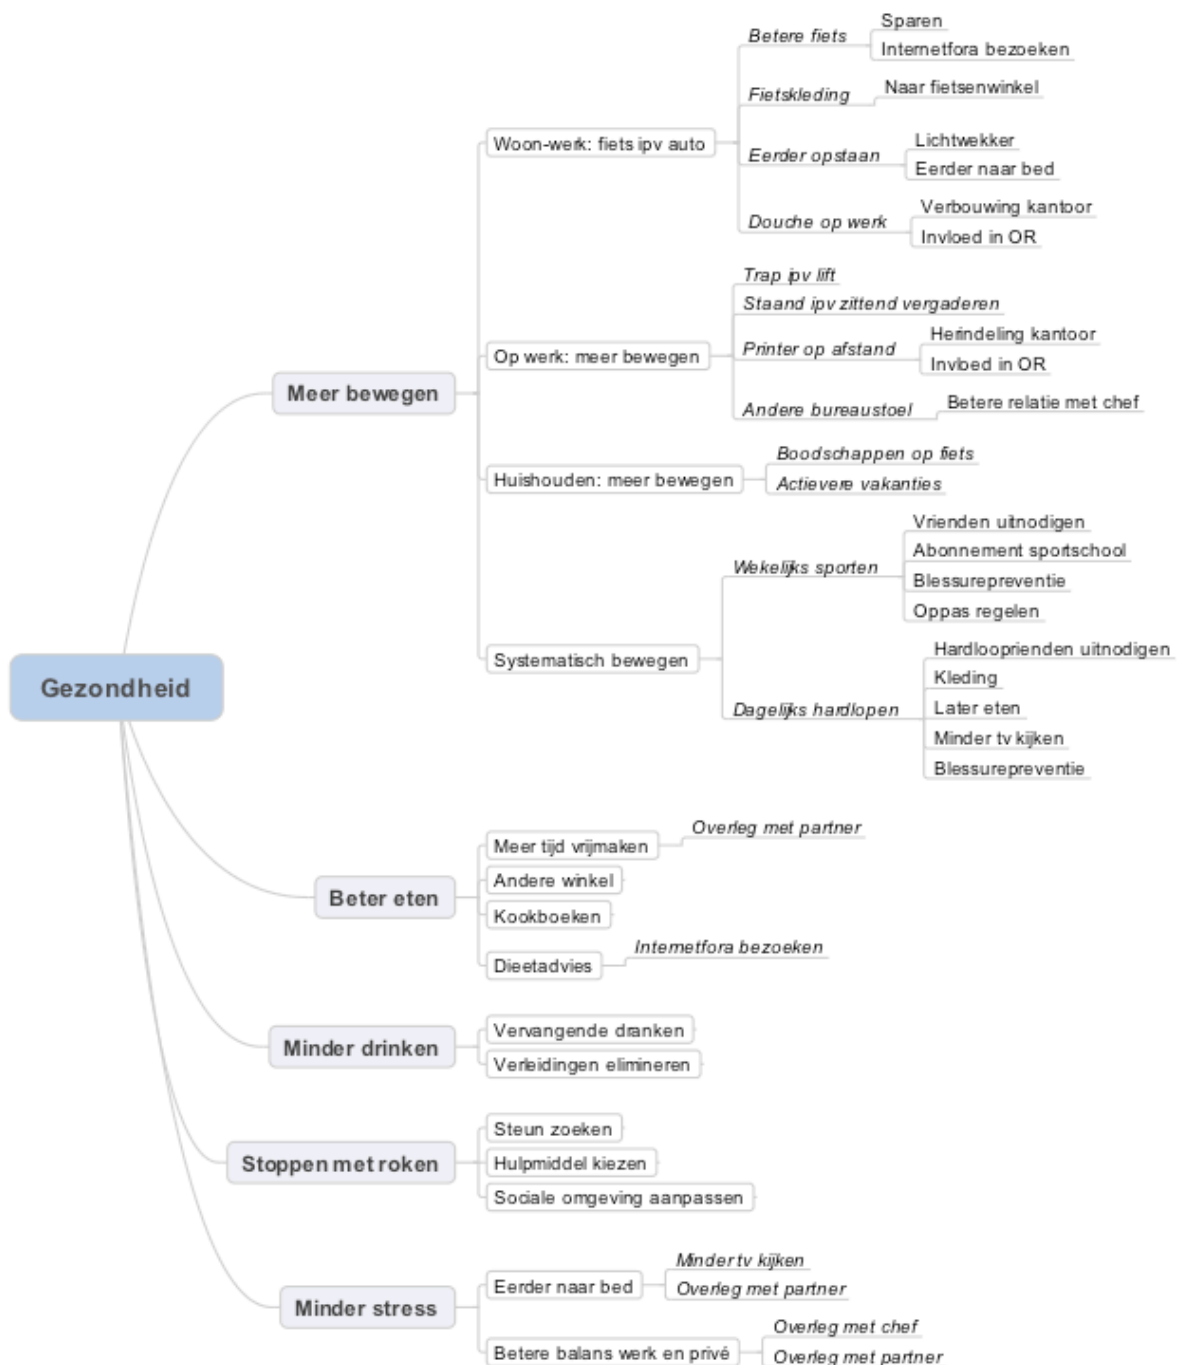 Gezondheid
Meer bewegen
Woon-werk: fiets ipv auto
Betere fiets
Sparen
Internetfora bezoeken
Fietskleding
Naar fietsenwinkel
Eerder opstaan
Lichtwekker
Eerder naar bed
Douche op werk
Verbouwing kantoor
Invloed in OR
Op werk: meer bewegen
Trap ipv lift
Staand ipv zittend vergaderen
Printer op afstand
Herindeling kantoor
Invloed in OR
Andere bureaustoel
Betere relatie met chef
Huishouden: meer bewegen
Boodschappen op fiets
Actievere vakanties
Systematisch bewegen
Wekelijks sporten
Vrienden uitnodigen
Abonnement sportschool
Blessurepreventie
Oppas regelen
Dagelijks hardlopen
Hardlooprienden uitnodigen
Kleding
Later eten
Minder tv kijken
Blessurepreventie
Beter eten
Meer tijd vrijmaken
Overleg met partner
Andere winkel
Kookboeken
Dieetadvies
Internetfora bezoeken
Minder drinken
Vervangende dranken
Verleidingen elimineren
Stoppen met roken
Steun zoeken
Hulpmiddel kiezen
Sociale omgeving aanpassen
Minder stress
Eerder naar bed
Minder tv kijken
Overleg met partner
Betere balans werk en privé
Overleg met chef
Overleg met partner